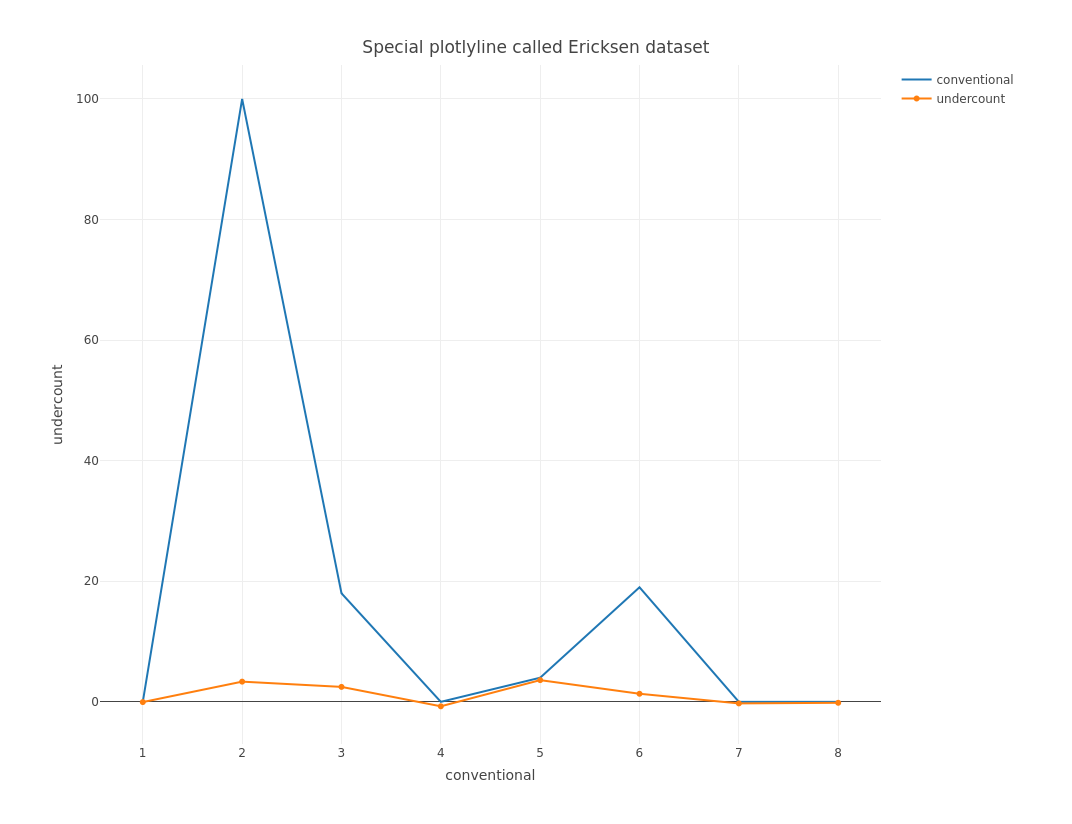 Special plotlyline called Ericksen dataset
conventional
undercount
100
80
60
40
20
0
undercount
1 2 3 4 5 6 7 8
conventional